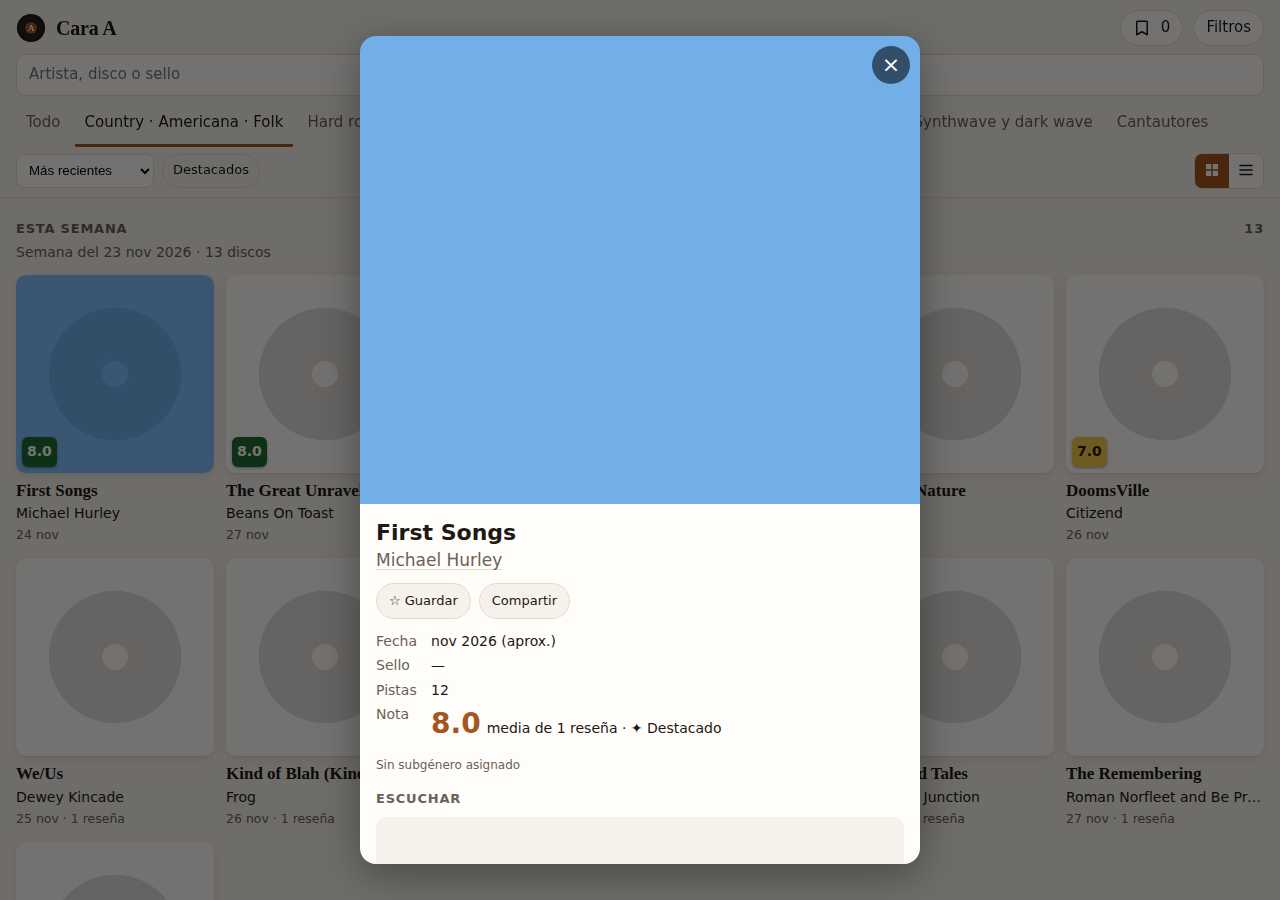 Cara A
0
Filtros
Artista, disco o sello
Todo
Country · Americana · Folk
Hard
Synthwave y dark wave
Cantautores
Más recientes
Destacados
ESTA SEMANA
13
Semana del 23 nov 2026 · 13 discos
8.0
8.0
7.0
First Songs
The Great
Nature
DoomsVille
Michael Hurley
Beans On Toast
Citizend
24 nov
27 nov
26 nov
First Songs
Michael Hurley
☆ Guardar
Compartir
Fecha nov 2026 (aprox.)
Sello —
Pistas 12
Nota 8.0 media de 1 reseña · ✦ Destacado
Sin subgénero asignado
ESCUCHAR
We/Us
Kind of Blah
Tales
The Remembering
Dewey Kincade
Frog
Junction
Roman Norfleet and Be Pr…
25 nov · 1 reseña
26 nov · 1 reseña
reseña
27 nov · 1 reseña